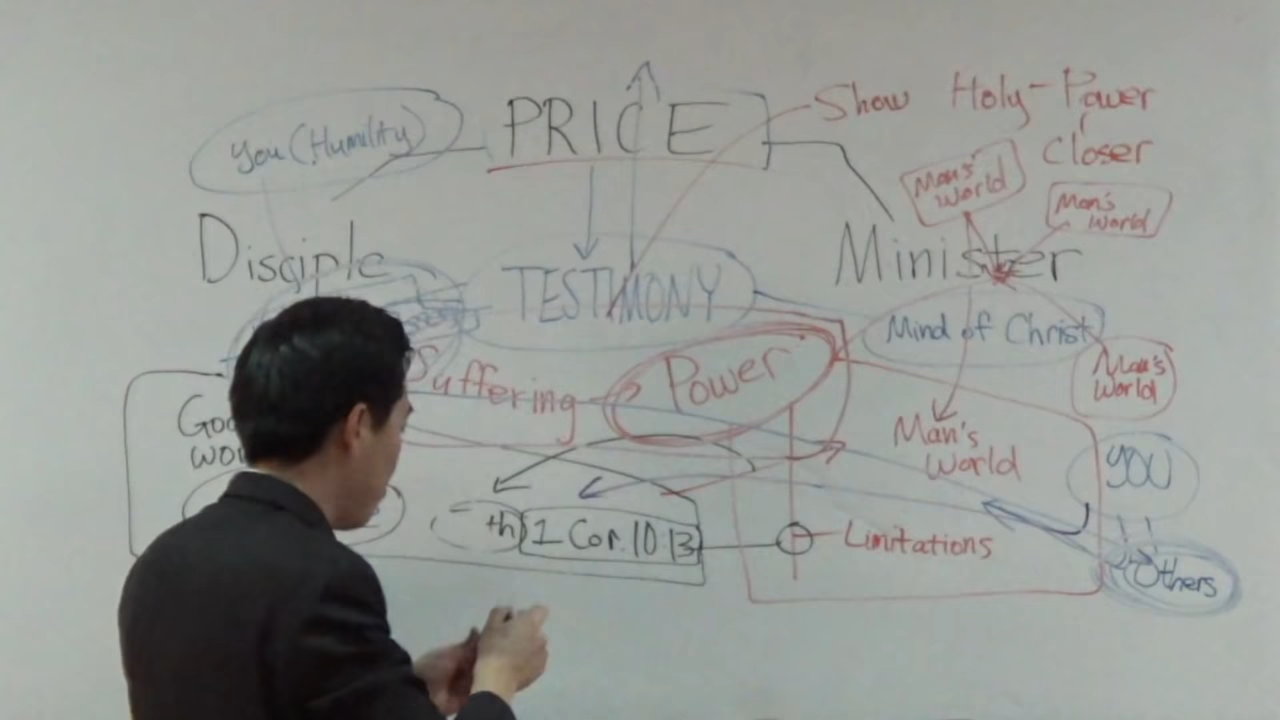 Show Holy-Power
PRICE
you (Humility)
Closer
Man's
World
Man's
World
Disciple
Minister
TESTIMONY
Mind of Christ
Suffering
Power
Man's
World
Man's
World
YOU
th
1 Cor. 10 13
Limitations
Others